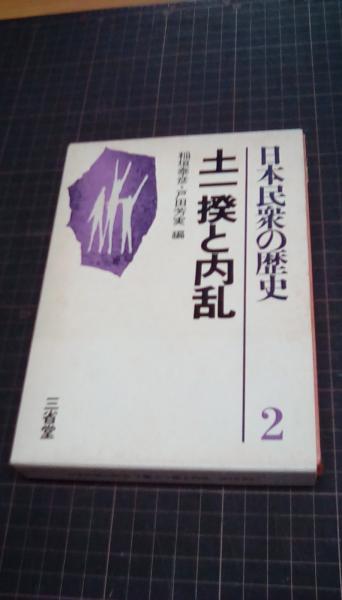 日本民衆の歴史
2
土一揆と内乱
稲垣泰彦・戸田芳実 編
三省堂